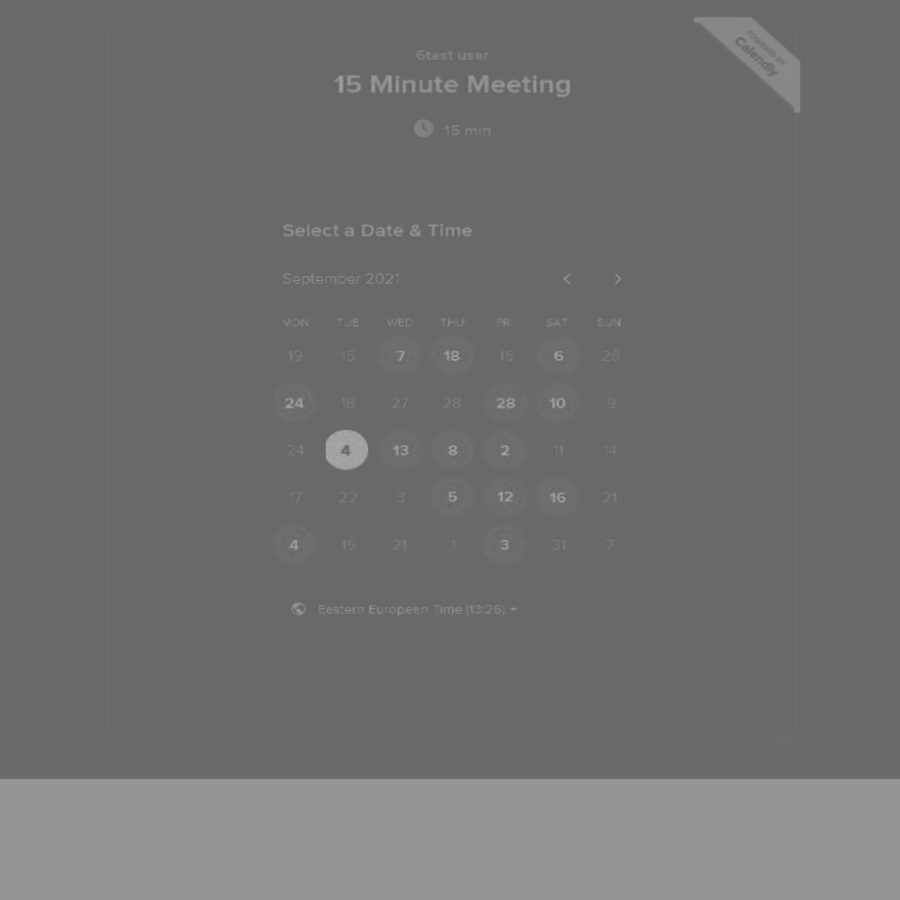 6test user
POWERED BY
Calendly
15 Minute Meeting
15 min
Select a Date & Time
September 2021 < >
MON TUE WED THU FRI SAT SUN
19 15 7 18 15 6 26
24 18 27 28 28 10 9
24 4 13 8 2 11 14
17 22 3 5 12 16 21
4 16 21 1 3 31 7
Eastern European Time (13:26)